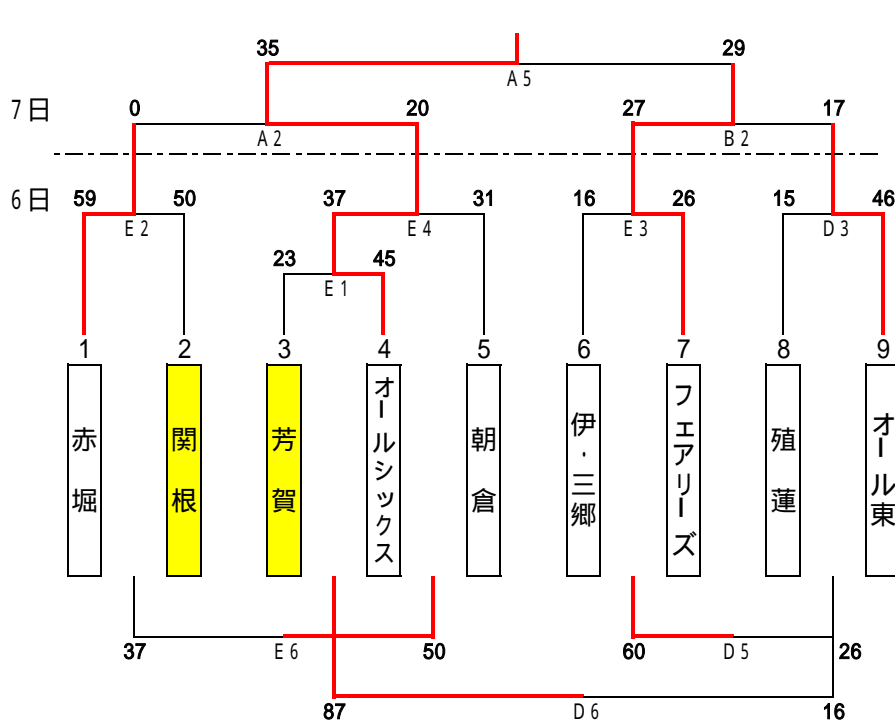 35 29
A5
7日 0 20 27 17
A2 B2
6日 59 50 37 31 16 26 15 46
E2 E4 E3 D3
23 45
E1
1 2 3 4 5 6 7 8 9
赤堀
関根
芳賀
オールシックス
朝倉
伊・三郷
フェアリーズ
殖蓮
オール東
37 E6 50 60 D5 26
87 D6 16